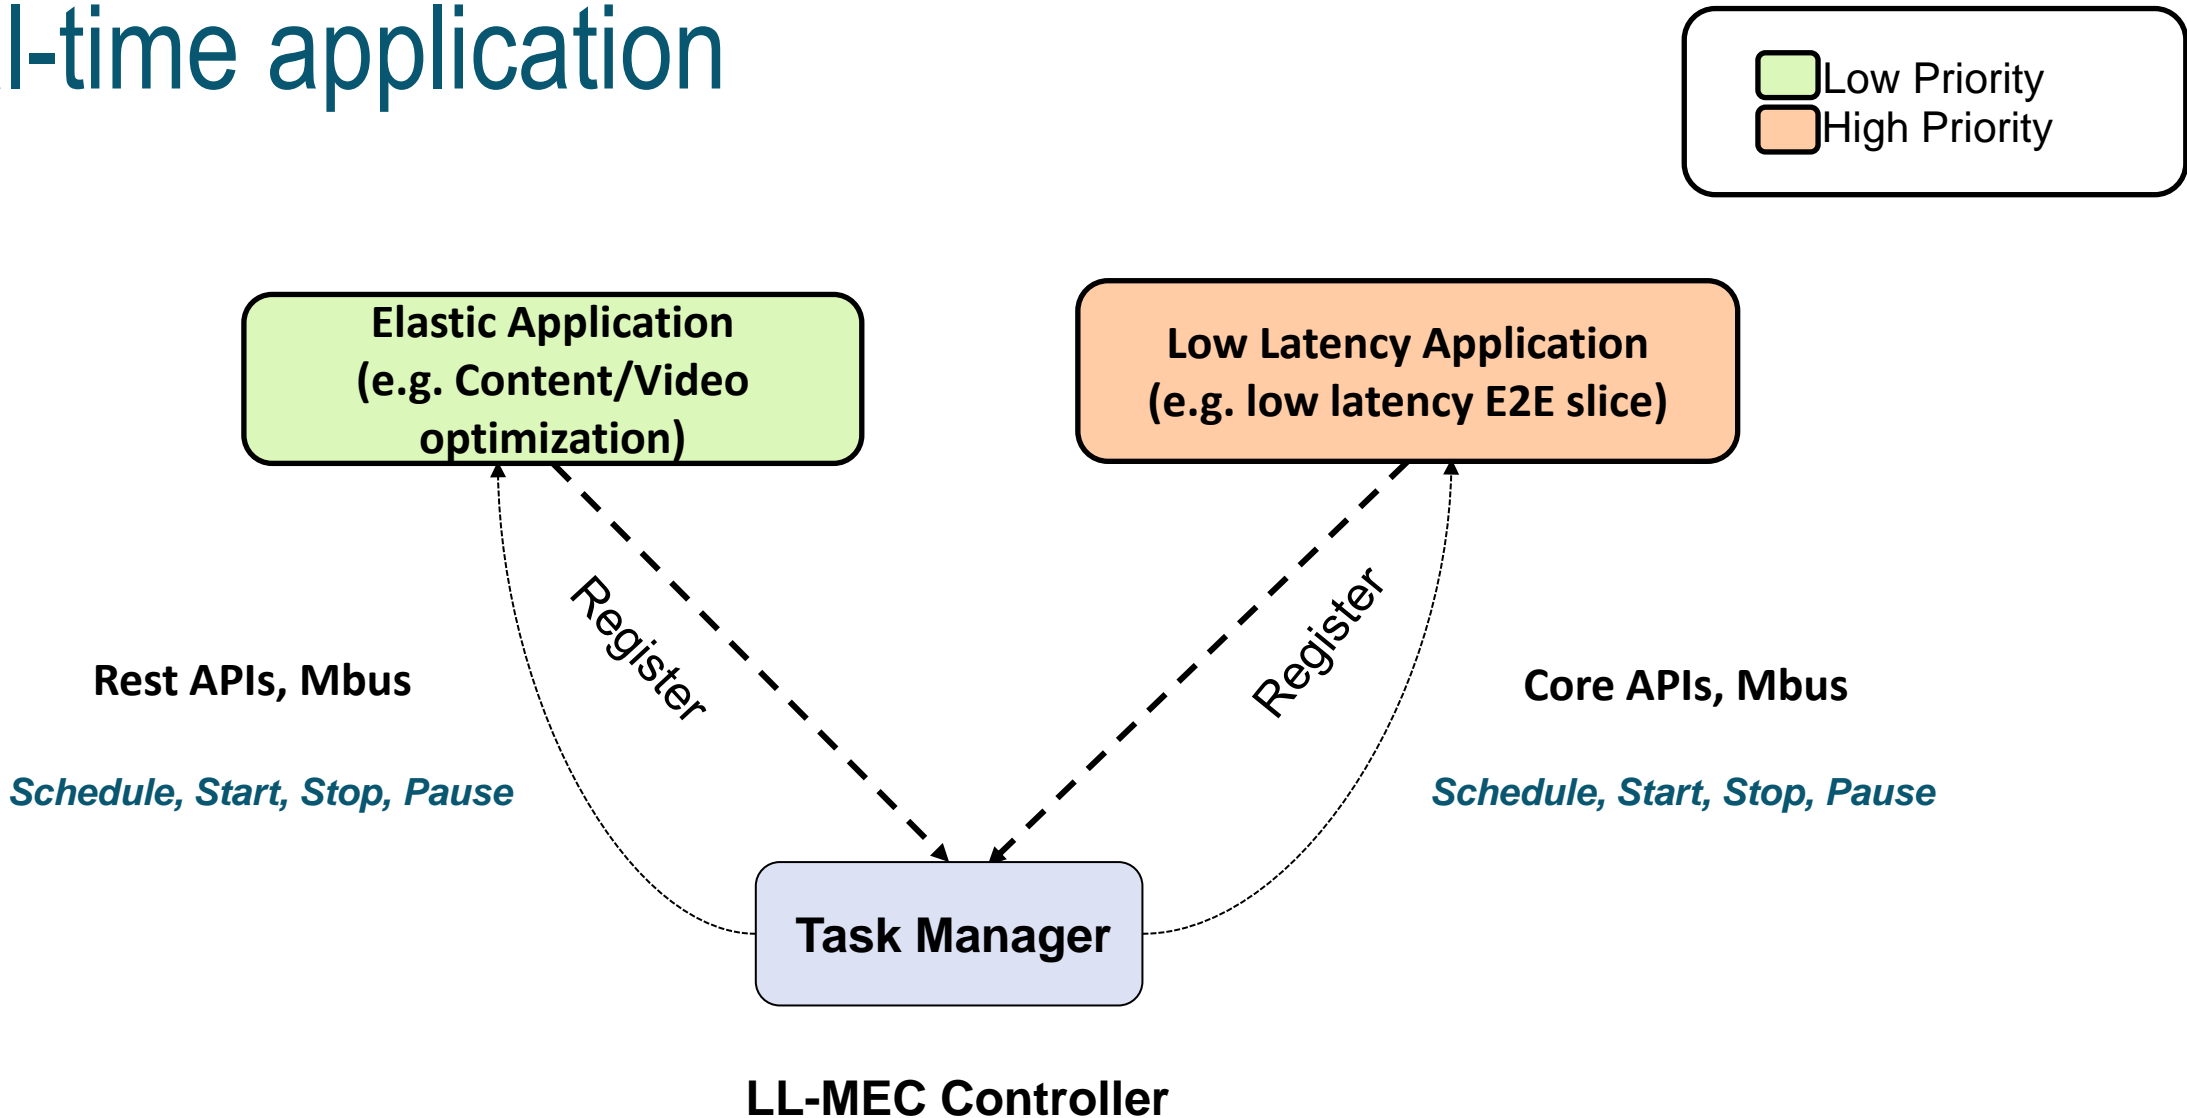 l-time application
Low Priority
High Priority
Elastic Application
(e.g. Content/Video
optimization)
Low Latency Application
(e.g. low latency E2E slice)
Register
Register
Rest APIs, Mbus
Core APIs, Mbus
Schedule, Start, Stop, Pause
Schedule, Start, Stop, Pause
Task Manager
LL-MEC Controller